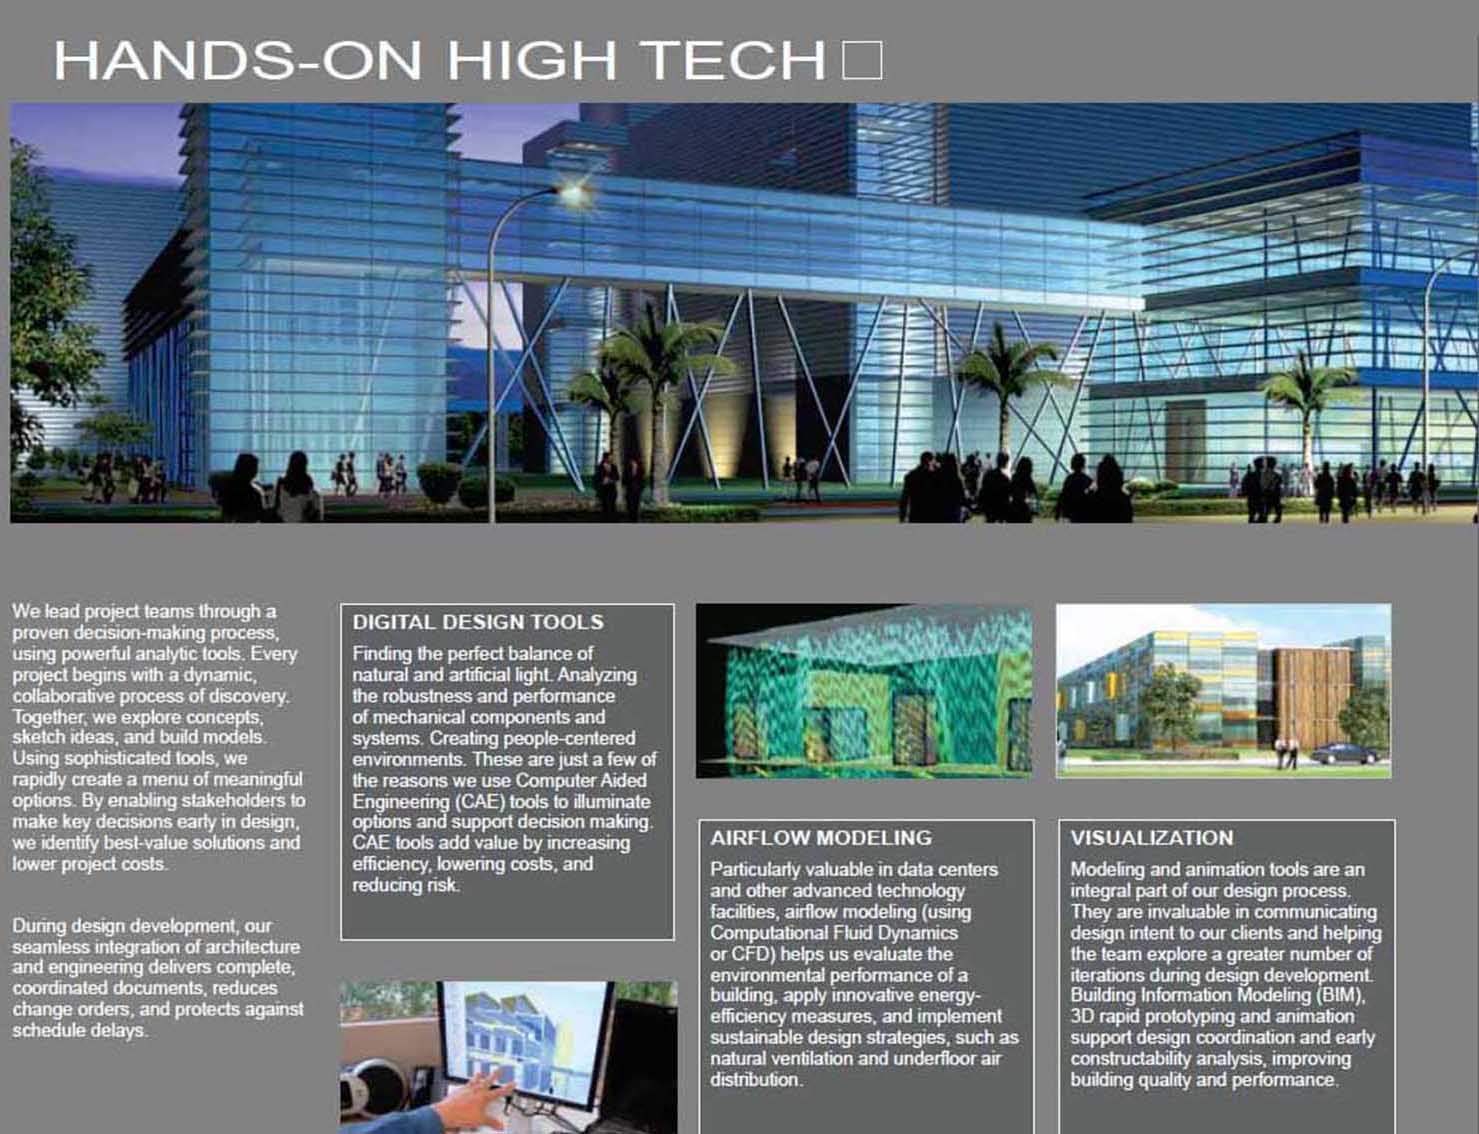 HANDS-ON HIGH TECH
We lead project teams through a
proven decision-making process,
using powerful analytic tools. Every
project begins with a dynamic,
collaborative process of discovery.
Together, we explore concepts,
sketch ideas, and build models.
Using sophisticated tools, we
rapidly create a menu of meaningful
options. By enabling stakeholders to
make key decisions early in design,
we identify best-value solutions and
lower project costs.
During design development, our
seamless integration of architecture
and engineering delivers complete,
coordinated documents, reduces
change orders, and protects against
schedule delays.
DIGITAL DESIGN TOOLS
Finding the perfect balance of
natural and artificial light. Analyzing
the robustness and performance
of mechanical components and
systems. Creating people-centered
environments. These are just a few of
the reasons we use Computer Aided
Engineering (CAE) tools to illuminate
options and support decision making.
CAE tools add value by increasing
efficiency, lowering costs, and
reducing risk.
AIRFLOW MODELING
Particularly valuable in data centers
and other advanced technology
facilities, airflow modeling (using
Computational Fluid Dynamics
or CFD) helps us evaluate the
environmental performance of a
building, apply innovative energy-
efficiency measures, and implement
sustainable design strategies, such as
natural ventilation and underfloor air
distribution.
VISUALIZATION
Modeling and animation tools are an
integral part of our design process.
They are invaluable in communicating
design intent to our clients and helping
the team explore a greater number of
iterations during design development.
Building Information Modeling (BIM),
3D rapid prototyping and animation
support design coordination and early
constructability analysis, improving
building quality and performance.